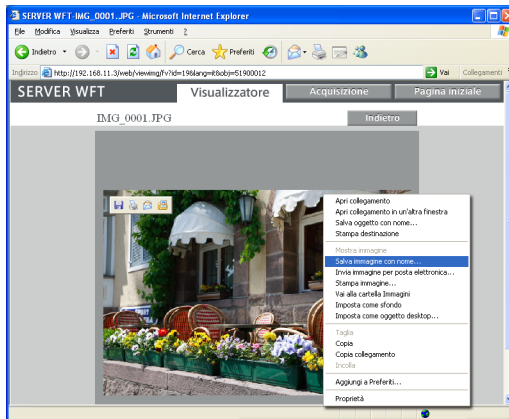 SERVER WFT-IMG_0001.JPG - Microsoft Internet Explorer
File Modifica Visualizza Preferiti Strumenti ?
Indietro Cerca Preferiti
Indirizzo http://192.168.11.3/web/viewimg/fv?id=19&lang=it&obj=51900012 Vai Collegamenti
SERVER WFT Visualizzatore Acquisizione Pagina iniziale
IMG_0001.JPG Indietro
Apri collegamento
Apri collegamento in un'altra finestra
Salva oggetto con nome...
Stampa destinazione
Mostra immagine
Salva immagine con nome...
Invia immagine per posta elettronica...
Stampa immagine...
Vai alla cartella Immagini
Imposta come sfondo
Imposta come oggetto desktop...
Taglia
Copia
Copia collegamento
Incolla
Aggiungi a Preferiti...
Proprietà